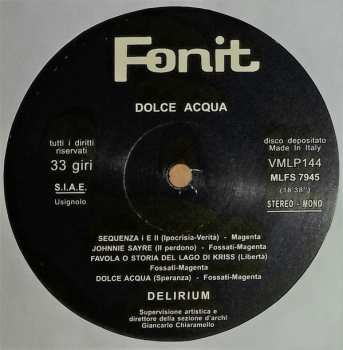 Fonit
DOLCE ACQUA
tutti i diritti
riservati
33 giri
S.I.A.E.
Usignolo
disco depositato
Made In Italy
VMLP144
MLFS 7945
(18'38")
STEREO - MONO
SEQUENZA I E II (Ipocrisia-Verità) - Magenta
JOHNNIE SAYRE (Il perdono) - Fossati-Magenta
FAVOLA O STORIA DEL LAGO DI KRISS (Libertà)
Fossati-Magenta
DOLCE ACQUA (Speranza) - Fossati-Magenta
DELIRIUM
Supervisione artistica e
direttore della sezione d'archi
Giancarlo Chiaramello